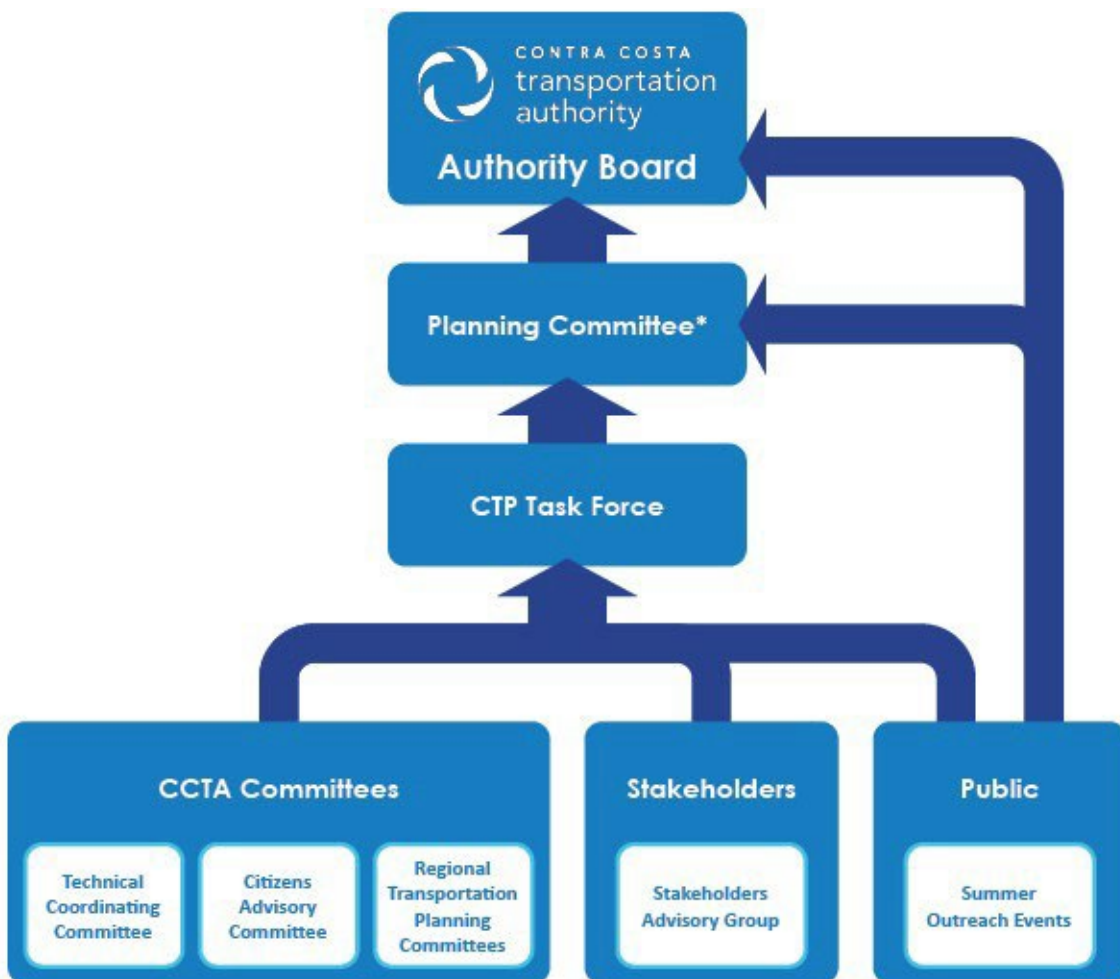 CONTRA COSTA
transportation
authority
Authority Board
Planning Committee*
CTP Task Force
CCTA Committees
Technical
Coordinating
Committee
Citizens
Advisory
Committee
Regional
Transportation
Planning
Committees
Stakeholders
Stakeholders
Advisory Group
Public
Summer
Outreach Events